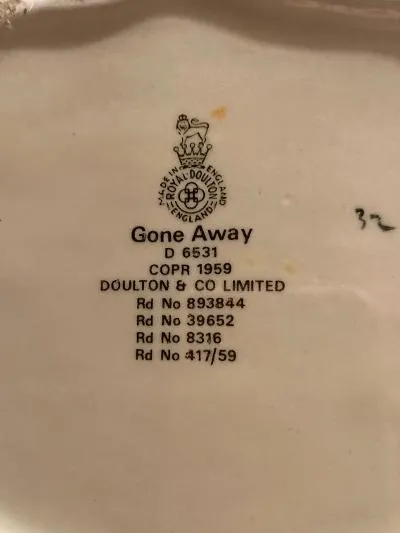 MADE IN ENGLAND
ROYAL DOULTON
ENGLAND
Gone Away
D 6531
COPR 1959
DOULTON & CO LIMITED
Rd No 893844
Rd No 39652
Rd No 8316
Rd No 417/59
32